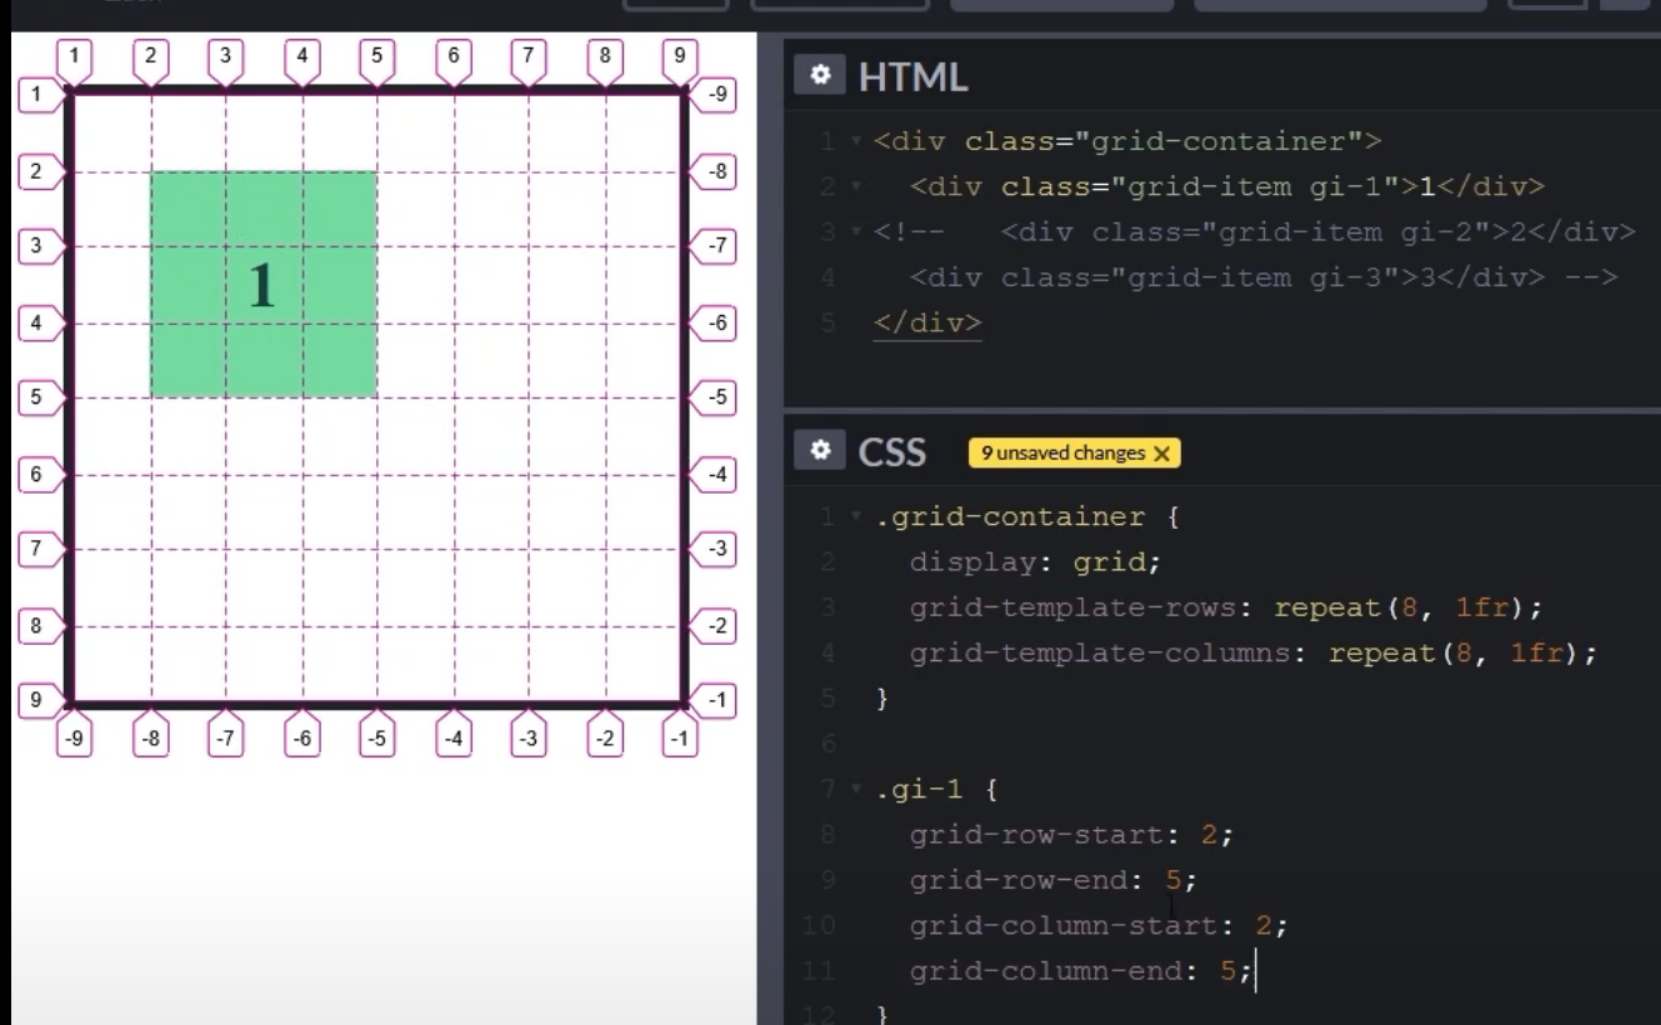 1 2 3 4 5 6 7 8 9
1 -9
2 -8
3 -7
1
4 -6
5 -5
6 -4
7 -3
8 -2
9 -1
-9 -8 -7 -6 -5 -4 -3 -2 -1
HTML
1 <div class="grid-container">
2 <div class="grid-item gi-1">1</div>
3 <!-- <div class="grid-item gi-2">2</div>
4 <div class="grid-item gi-3">3</div> -->
5 </div>
CSS 9 unsaved changes X
1 .grid-container {
2 display: grid;
3 grid-template-rows: repeat(8, 1fr);
4 grid-template-columns: repeat(8, 1fr);
5 }
6
7 .gi-1 {
8 grid-row-start: 2;
9 grid-row-end: 5;
10 grid-column-start: 2;
11 grid-column-end: 5;
12 }